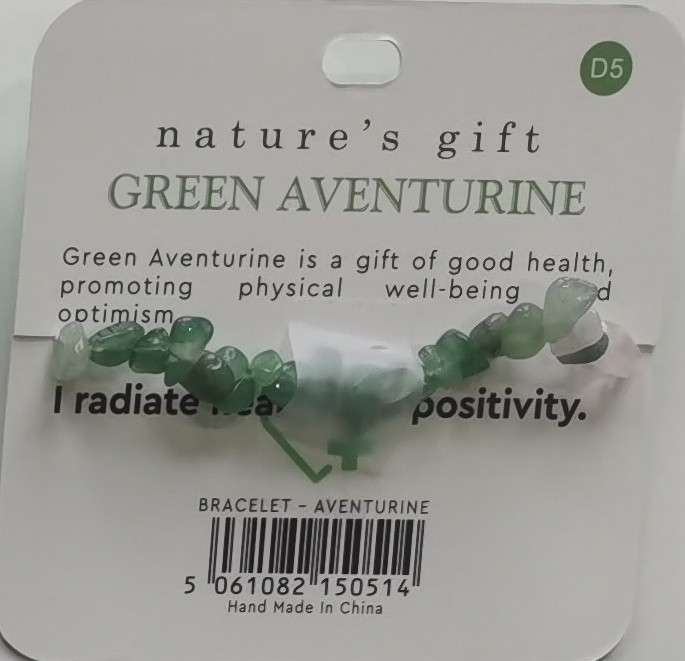 D5
nature's gift
GREEN AVENTURINE
Green Aventurine is a gift of good health,
promoting physical well-being
optimism
I radiate positivity.
BRACELET - AVENTURINE
5 061082 150514
Hand Made In China